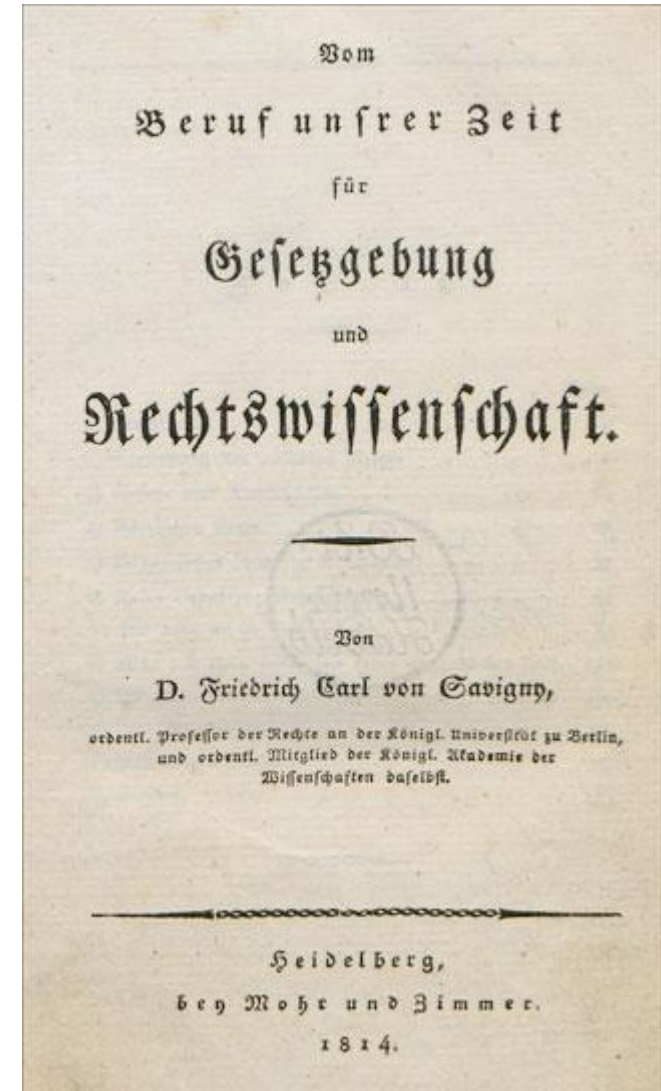 Vom
Beruf unſrer Zeit
für
Geſetzgebung
und
Rechtswiſſenſchaft.
Von
D. Friedrich Carl von Savigny,
ordentl. Profeſſor der Rechte an der Königl. Univerſität zu Berlin,
und ordentl. Mitglied der Königl. Akademie der
Wiſſenſchaften daſelbſt.
Heidelberg,
bey Mohr und Zimmer.
1814.